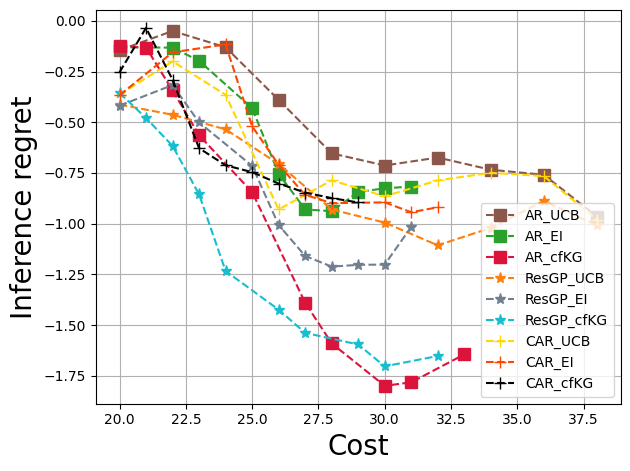 0.00
−0.25
−0.50
−0.75
−1.00
−1.25
−1.50
−1.75
Inference regret
20.0 22.5 25.0 27.5 30.0 32.5 35.0 37.5
Cost
AR_UCB
AR_EI
AR_cfKG
ResGP_UCB
ResGP_EI
ResGP_cfKG
CAR_UCB
CAR_EI
CAR_cfKG